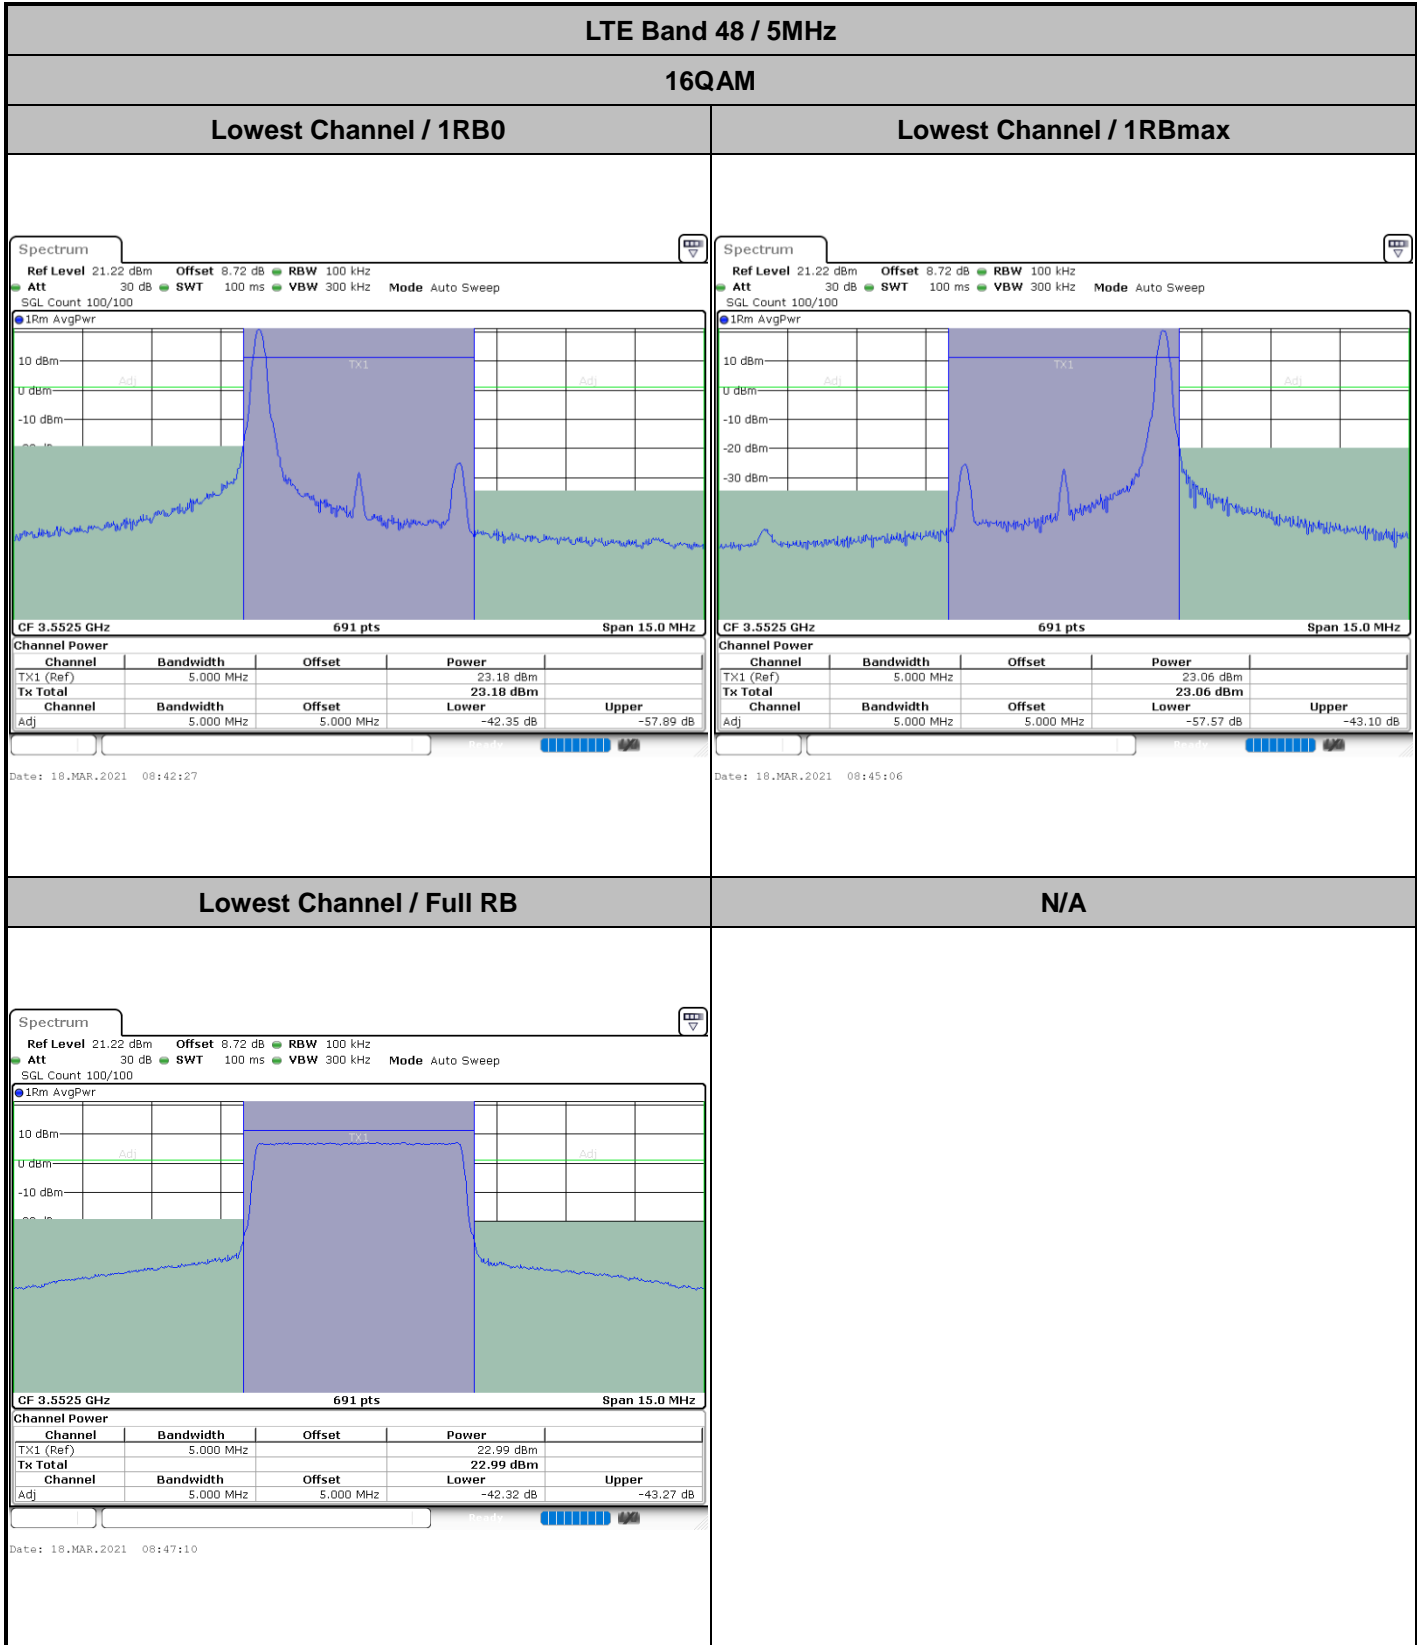 LTE Band 48 / 5MHz
16QAM
Lowest Channel / 1RB0
Lowest Channel / 1RBmax
Spectrum
Ref Level 21.22 dBm Offset 8.72 dB RBW 100 kHz
Att 30 dB SWT 100 ms VBW 300 kHz Mode Auto Sweep
SGL Count 100/100
1Rm AvgPwr
10 dBm
TX1
Adj
Adj
0 dBm
-10 dBm
CF 3.5525 GHz 691 pts Span 15.0 MHz
Channel Power
Channel Bandwidth Offset Power
TX1 (Ref) 5.000 MHz 23.18 dBm
Tx Total 23.18 dBm
Channel Bandwidth Offset Lower Upper
Adj 5.000 MHz 5.000 MHz -42.35 dB -57.89 dB
Ready
Date: 18.MAR.2021 08:42:27
Spectrum
Ref Level 21.22 dBm Offset 8.72 dB RBW 100 kHz
Att 30 dB SWT 100 ms VBW 300 kHz Mode Auto Sweep
SGL Count 100/100
1Rm AvgPwr
10 dBm
TX1
Adj
Adj
0 dBm
-10 dBm
-20 dBm
-30 dBm
CF 3.5525 GHz 691 pts Span 15.0 MHz
Channel Power
Channel Bandwidth Offset Power
TX1 (Ref) 5.000 MHz 23.06 dBm
Tx Total 23.06 dBm
Channel Bandwidth Offset Lower Upper
Adj 5.000 MHz 5.000 MHz -57.57 dB -43.10 dB
Ready
Date: 18.MAR.2021 08:45:06
Lowest Channel / Full RB
N/A
Spectrum
Ref Level 21.22 dBm Offset 8.72 dB RBW 100 kHz
Att 30 dB SWT 100 ms VBW 300 kHz Mode Auto Sweep
SGL Count 100/100
1Rm AvgPwr
10 dBm
TX1
Adj
Adj
0 dBm
-10 dBm
CF 3.5525 GHz 691 pts Span 15.0 MHz
Channel Power
Channel Bandwidth Offset Power
TX1 (Ref) 5.000 MHz 22.99 dBm
Tx Total 22.99 dBm
Channel Bandwidth Offset Lower Upper
Adj 5.000 MHz 5.000 MHz -42.32 dB -43.27 dB
Ready
Date: 18.MAR.2021 08:47:10